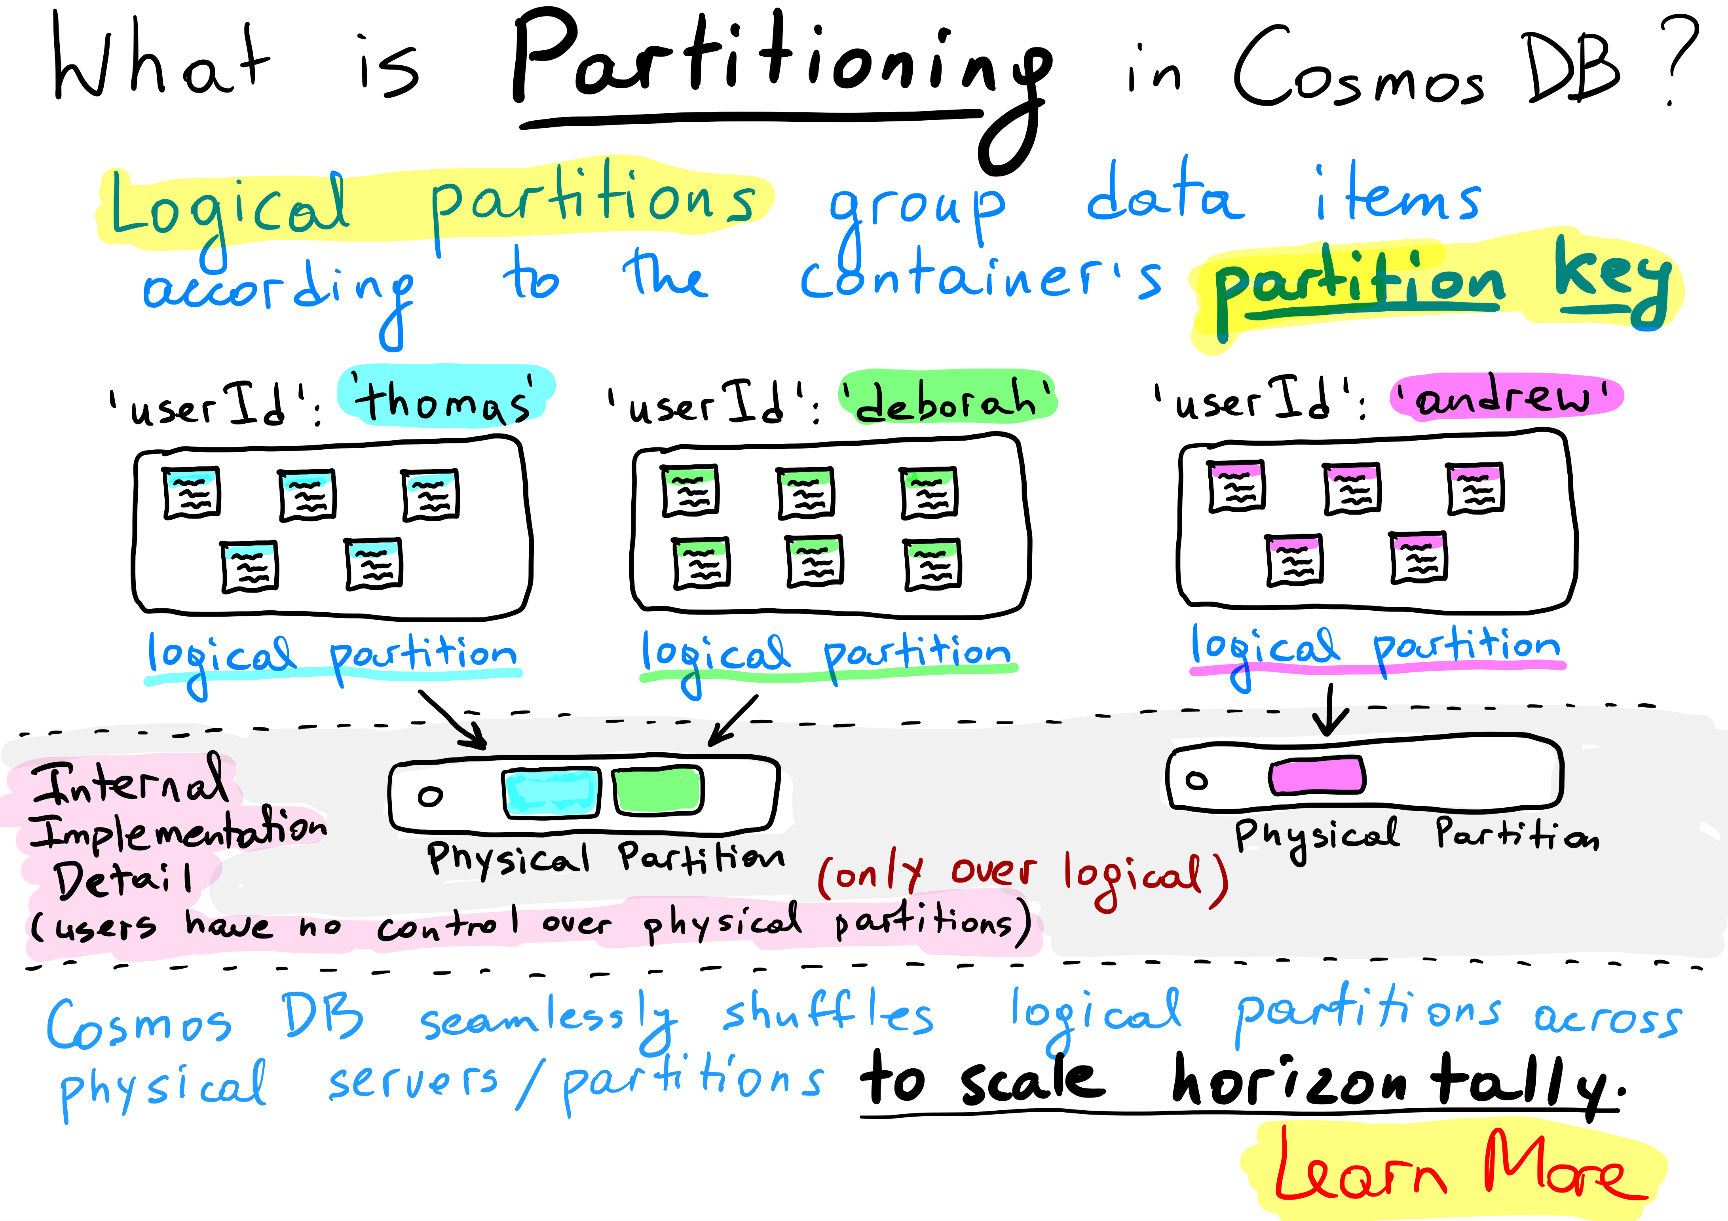 What is Partitioning in Cosmos DB?
Logical partitions group data items
according to the container's partition key
'userId': 'thomas'
'userId': 'deborah'
'userId': 'andrew'
logical partition
logical partition
logical partition
Internal
Implementation
Detail
(users have no control over physical partitions)
(only over logical)
Physical Partition
Physical Partition
Cosmos DB seamlessly shuffles logical partitions across
physical servers/partitions to scale horizontally.
Learn More